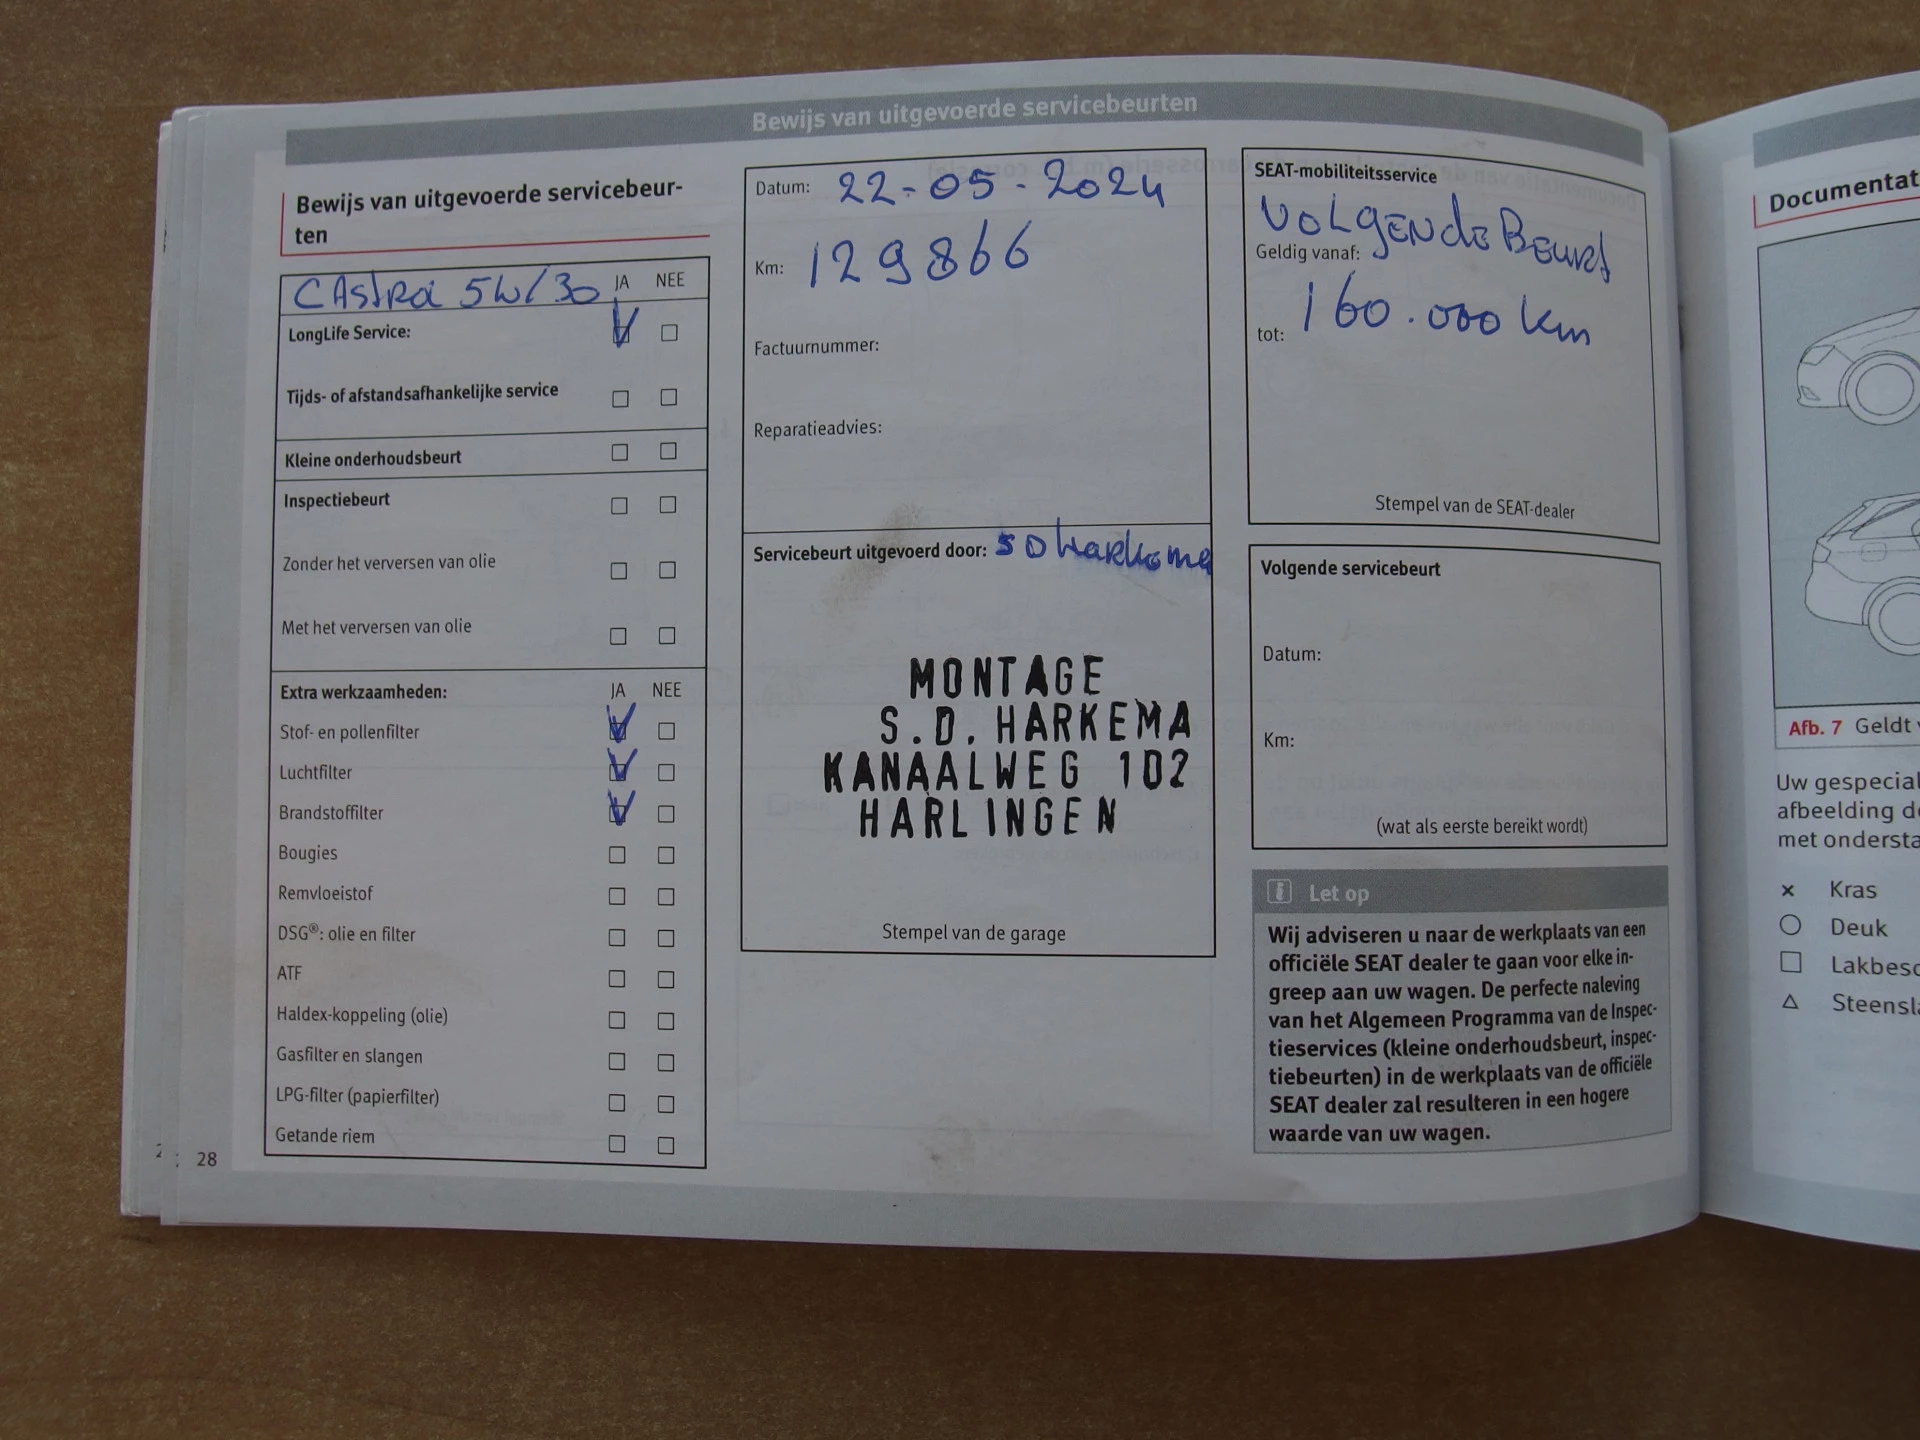 Bewijs van uitgevoerde servicebeurten
Bewijs van uitgevoerde servicebeur-
ten
CAstRol 5W/30 JA NEE
LongLife Service:
Tijds- of afstandsafhankelijke service
Kleine onderhoudsbeurt
Inspectiebeurt
Zonder het verversen van olie
Met het verversen van olie
Extra werkzaamheden: JA NEE
Stof- en pollenfilter
Luchtfilter
Brandstoffilter
Bougies
Remvloeistof
DSG®: olie en filter
ATF
Haldex-koppeling (olie)
Gasfilter en slangen
LPG-filter (papierfilter)
Getande riem
28
Datum: 22-05-2024
Km: 129866
Factuurnummer:
Reparatieadvies:
Servicebeurt uitgevoerd door: SD Harkema
MONTAGE
S.D. HARKEMA
KANAALWEG 102
HARLINGEN
Stempel van de garage
SEAT-mobiliteitsservice
VOLGENde BEURT
Geldig vanaf:
160.000 km
tot:
Stempel van de SEAT-dealer
Volgende servicebeurt
Datum:
Km:
(wat als eerste bereikt wordt)
Let op
Wij adviseren u naar de werkplaats van een
officiële SEAT dealer te gaan voor elke in-
greep aan uw wagen. De perfecte naleving
van het Algemeen Programma van de Inspec-
tieservices (kleine onderhoudsbeurt, inspec-
tiebeurten) in de werkplaats van de officiële
SEAT dealer zal resulteren in een hogere
waarde van uw wagen.
Documentat
Afb. 7 Geldt
Uw gespecial
afbeelding de
met ondersta
Kras
Deuk
Lakbesc
Steensla